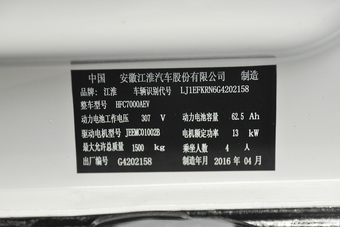 中国 安徽江淮汽车股份有限公司 制造
品牌 江淮 车辆识别代号 LJ1EFKRN6G4202158
整车型号 HFC7000AEV
动力电池工作电压 307 V 动力电池容量 62.5 Ah
驱动电机型号 JEEMC01002B 电机额定功率 13 kW
最大允许总质量 1500 kg 乘坐人数 4 人
出厂编号 G4202158 制造年月 2016 年 04 月